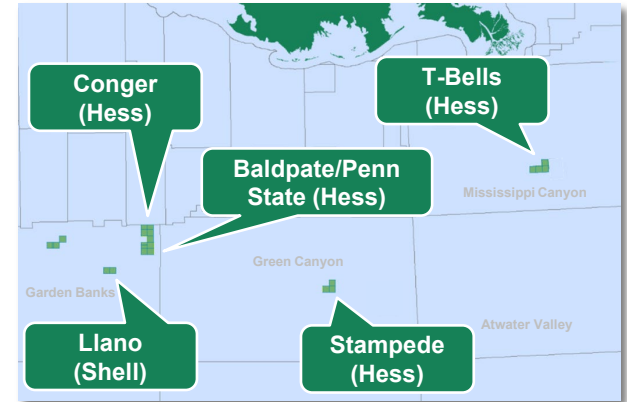 Conger
(Hess)
T-Bells
(Hess)
Baldpate/Penn
State (Hess)
Mississippi Canyon
Green Canyon
Garden Banks
Atwater Valley
Llano
(Shell)
Stampede
(Hess)